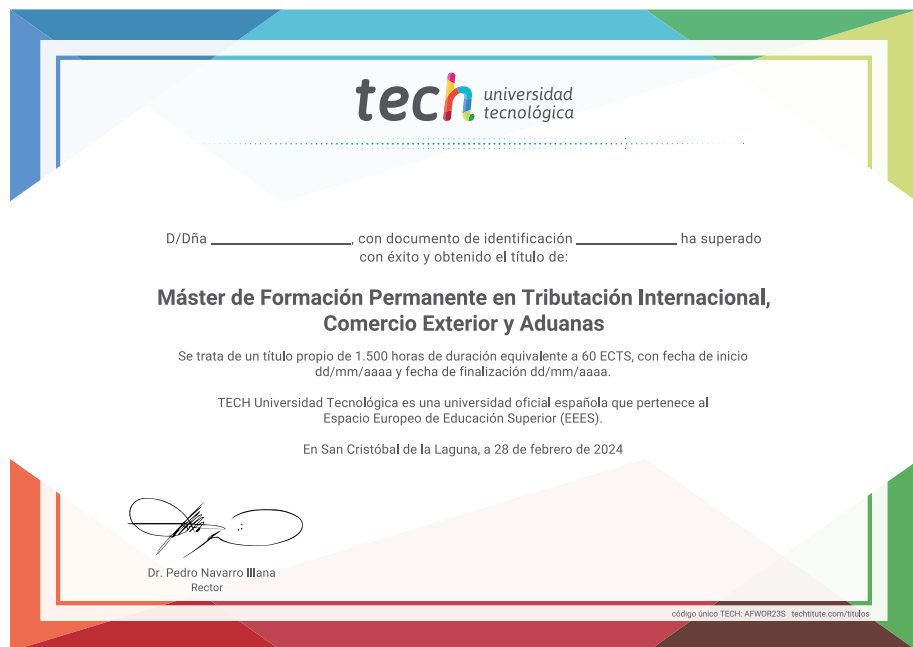 tech universidad
tecnológica
D/Dña ________________, con documento de identificación ____________ ha superado
con éxito y obtenido el título de:
Máster de Formación Permanente en Tributación Internacional,
Comercio Exterior y Aduanas
Se trata de un título propio de 1.500 horas de duración equivalente a 60 ECTS, con fecha de inicio
dd/mm/aaaa y fecha de finalización dd/mm/aaaa.
TECH Universidad Tecnológica es una universidad oficial española que pertenece al
Espacio Europeo de Educación Superior (EEES).
En San Cristóbal de la Laguna, a 28 de febrero de 2024
Dr. Pedro Navarro Illana
Rector
código único TECH: AFWOR23S techtitute.com/titulos